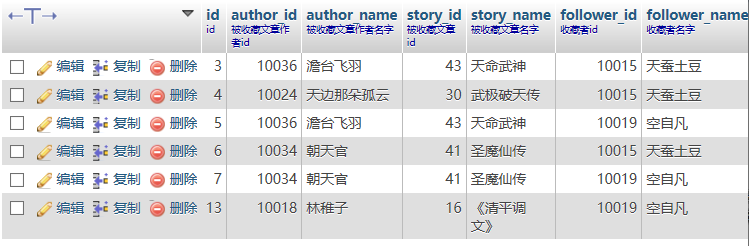 ←T→ id author_id author_name story_id story_name follower_id follower_name
id 被收藏文章作者id 被收藏文章作者名字 被收藏文章id 被收藏文章名字 收藏者id 收藏者名字
编辑 复制 删除 3 10036 澹台飞羽 43 天命武神 10015 天蚕土豆
编辑 复制 删除 4 10024 天边那朵孤云 30 武极破天传 10015 天蚕土豆
编辑 复制 删除 5 10036 澹台飞羽 43 天命武神 10019 空自凡
编辑 复制 删除 6 10034 朝天官 41 圣魔仙传 10015 天蚕土豆
编辑 复制 删除 7 10034 朝天官 41 圣魔仙传 10019 空自凡
编辑 复制 删除 13 10018 林稚子 16 《清平调文》 10019 空自凡